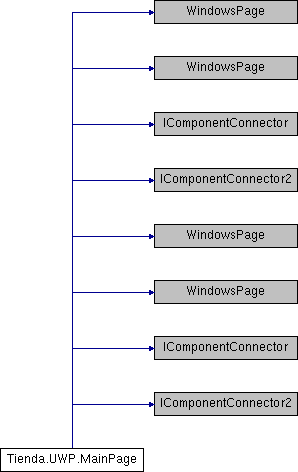 WindowsPage
WindowsPage
IComponentConnector
IComponentConnector2
WindowsPage
WindowsPage
IComponentConnector
IComponentConnector2
Tienda.UWP.MainPage